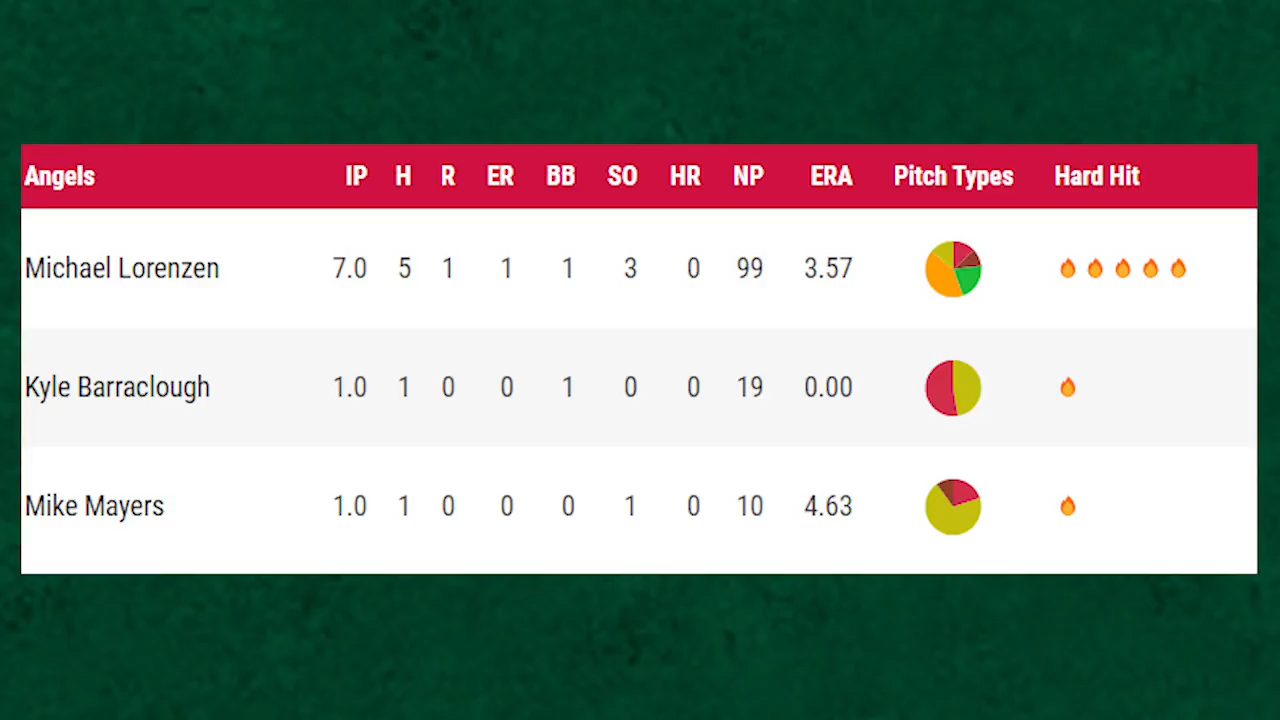 Angels IP H R ER BB SO HR NP ERA Pitch Types Hard Hit
Michael Lorenzen 7.0 5 1 1 1 3 0 99 3.57
Kyle Barraclough 1.0 1 0 0 1 0 0 19 0.00
Mike Mayers 1.0 1 0 0 0 1 0 10 4.63